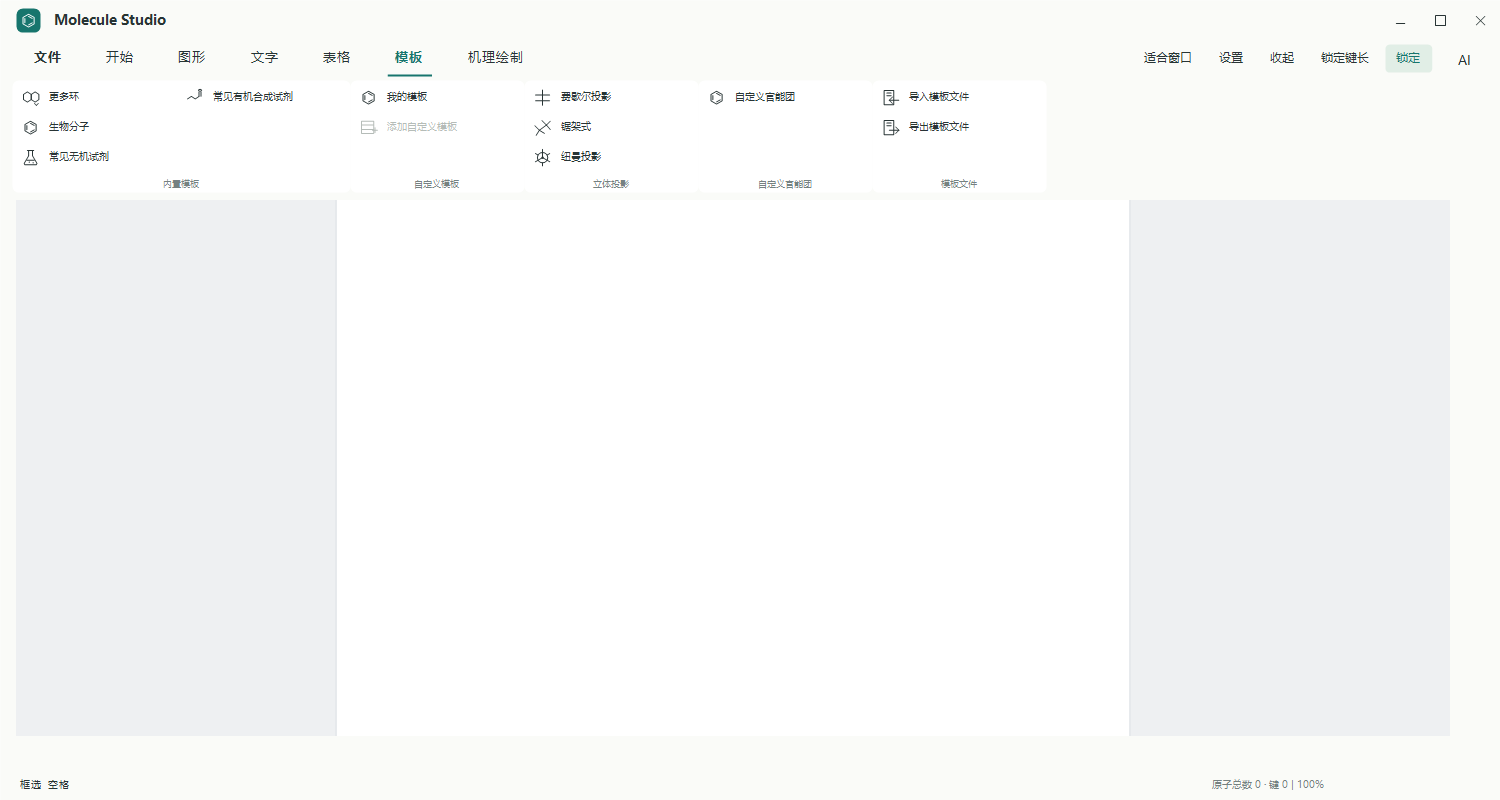 Molecule Studio
文件 开始 图形 文字 表格 模板 机理绘制 适合窗口 设置 收起 锁定键长 锁定 AI
更多环 常见有机合成试剂 我的模板 费歇尔投影 自定义官能团 导入模板文件
生物分子 添加自定义模板 锯架式 导出模板文件
常见无机试剂 纽曼投影
内置模板 自定义模板 立体投影 自定义官能团 模板文件
框选 空格 原子总数 0 · 键 0 | 100%